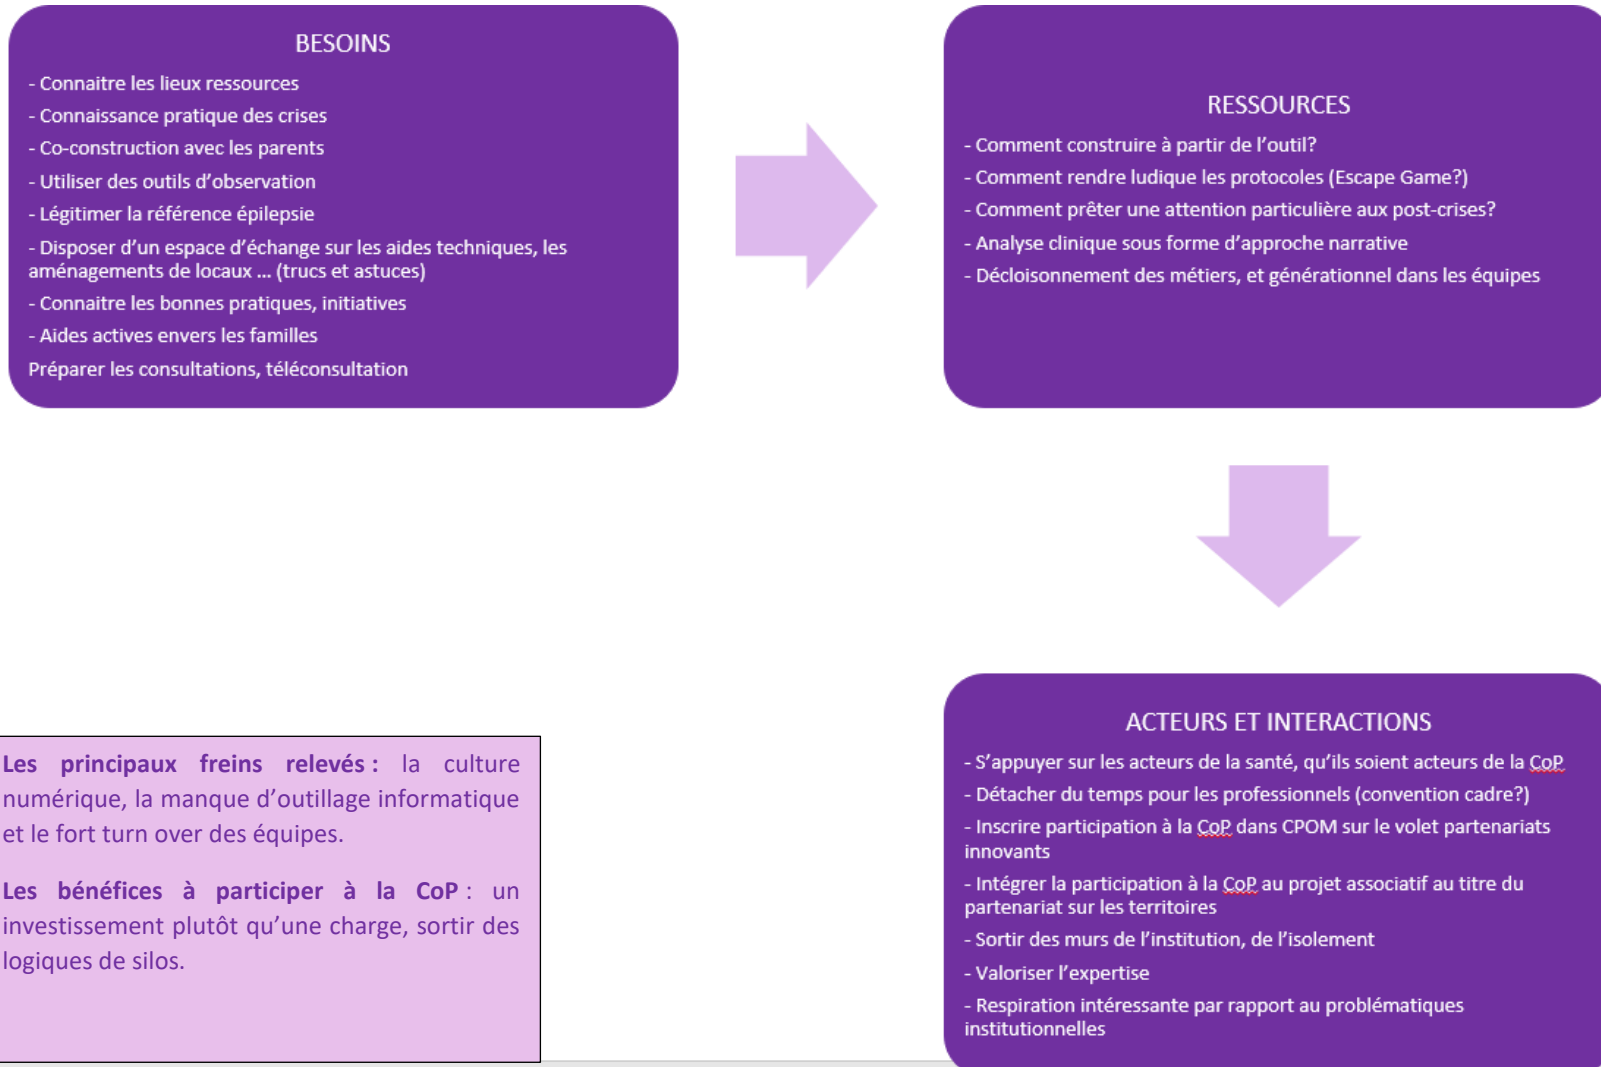 BESOINS
- Connaitre les lieux ressources
- Connaissance pratique des crises
- Co-construction avec les parents
- Utiliser des outils d’observation
- Légitimer la référence épilepsie
- Disposer d’un espace d’échange sur les aides techniques, les
aménagements de locaux ... (trucs et astuces)
- Connaitre les bonnes pratiques, initiatives
- Aides actives envers les familles
Préparer les consultations, téléconsultation
RESSOURCES
- Comment construire à partir de l’outil?
- Comment rendre ludique les protocoles (Escape Game?)
- Comment prêter une attention particulière aux post-crises?
- Analyse clinique sous forme d’approche narrative
- Décloisonnement des métiers, et générationnel dans les équipes
ACTEURS ET INTERACTIONS
- S’appuyer sur les acteurs de la santé, qu’ils soient acteurs de la CoP
- Détacher du temps pour les professionnels (convention cadre?)
- Inscrire participation à la CoP dans CPOM sur le volet partenariats
innovants
- Intégrer la participation à la CoP au projet associatif au titre du
partenariat sur les territoires
- Sortir des murs de l’institution, de l’isolement
- Valoriser l’expertise
- Respiration intéressante par rapport au problématiques
institutionnelles
Les principaux freins relevés : la culture
numérique, la manque d’outillage informatique
et le fort turn over des équipes.
Les bénéfices à participer à la CoP : un
investissement plutôt qu’une charge, sortir des
logiques de silos.